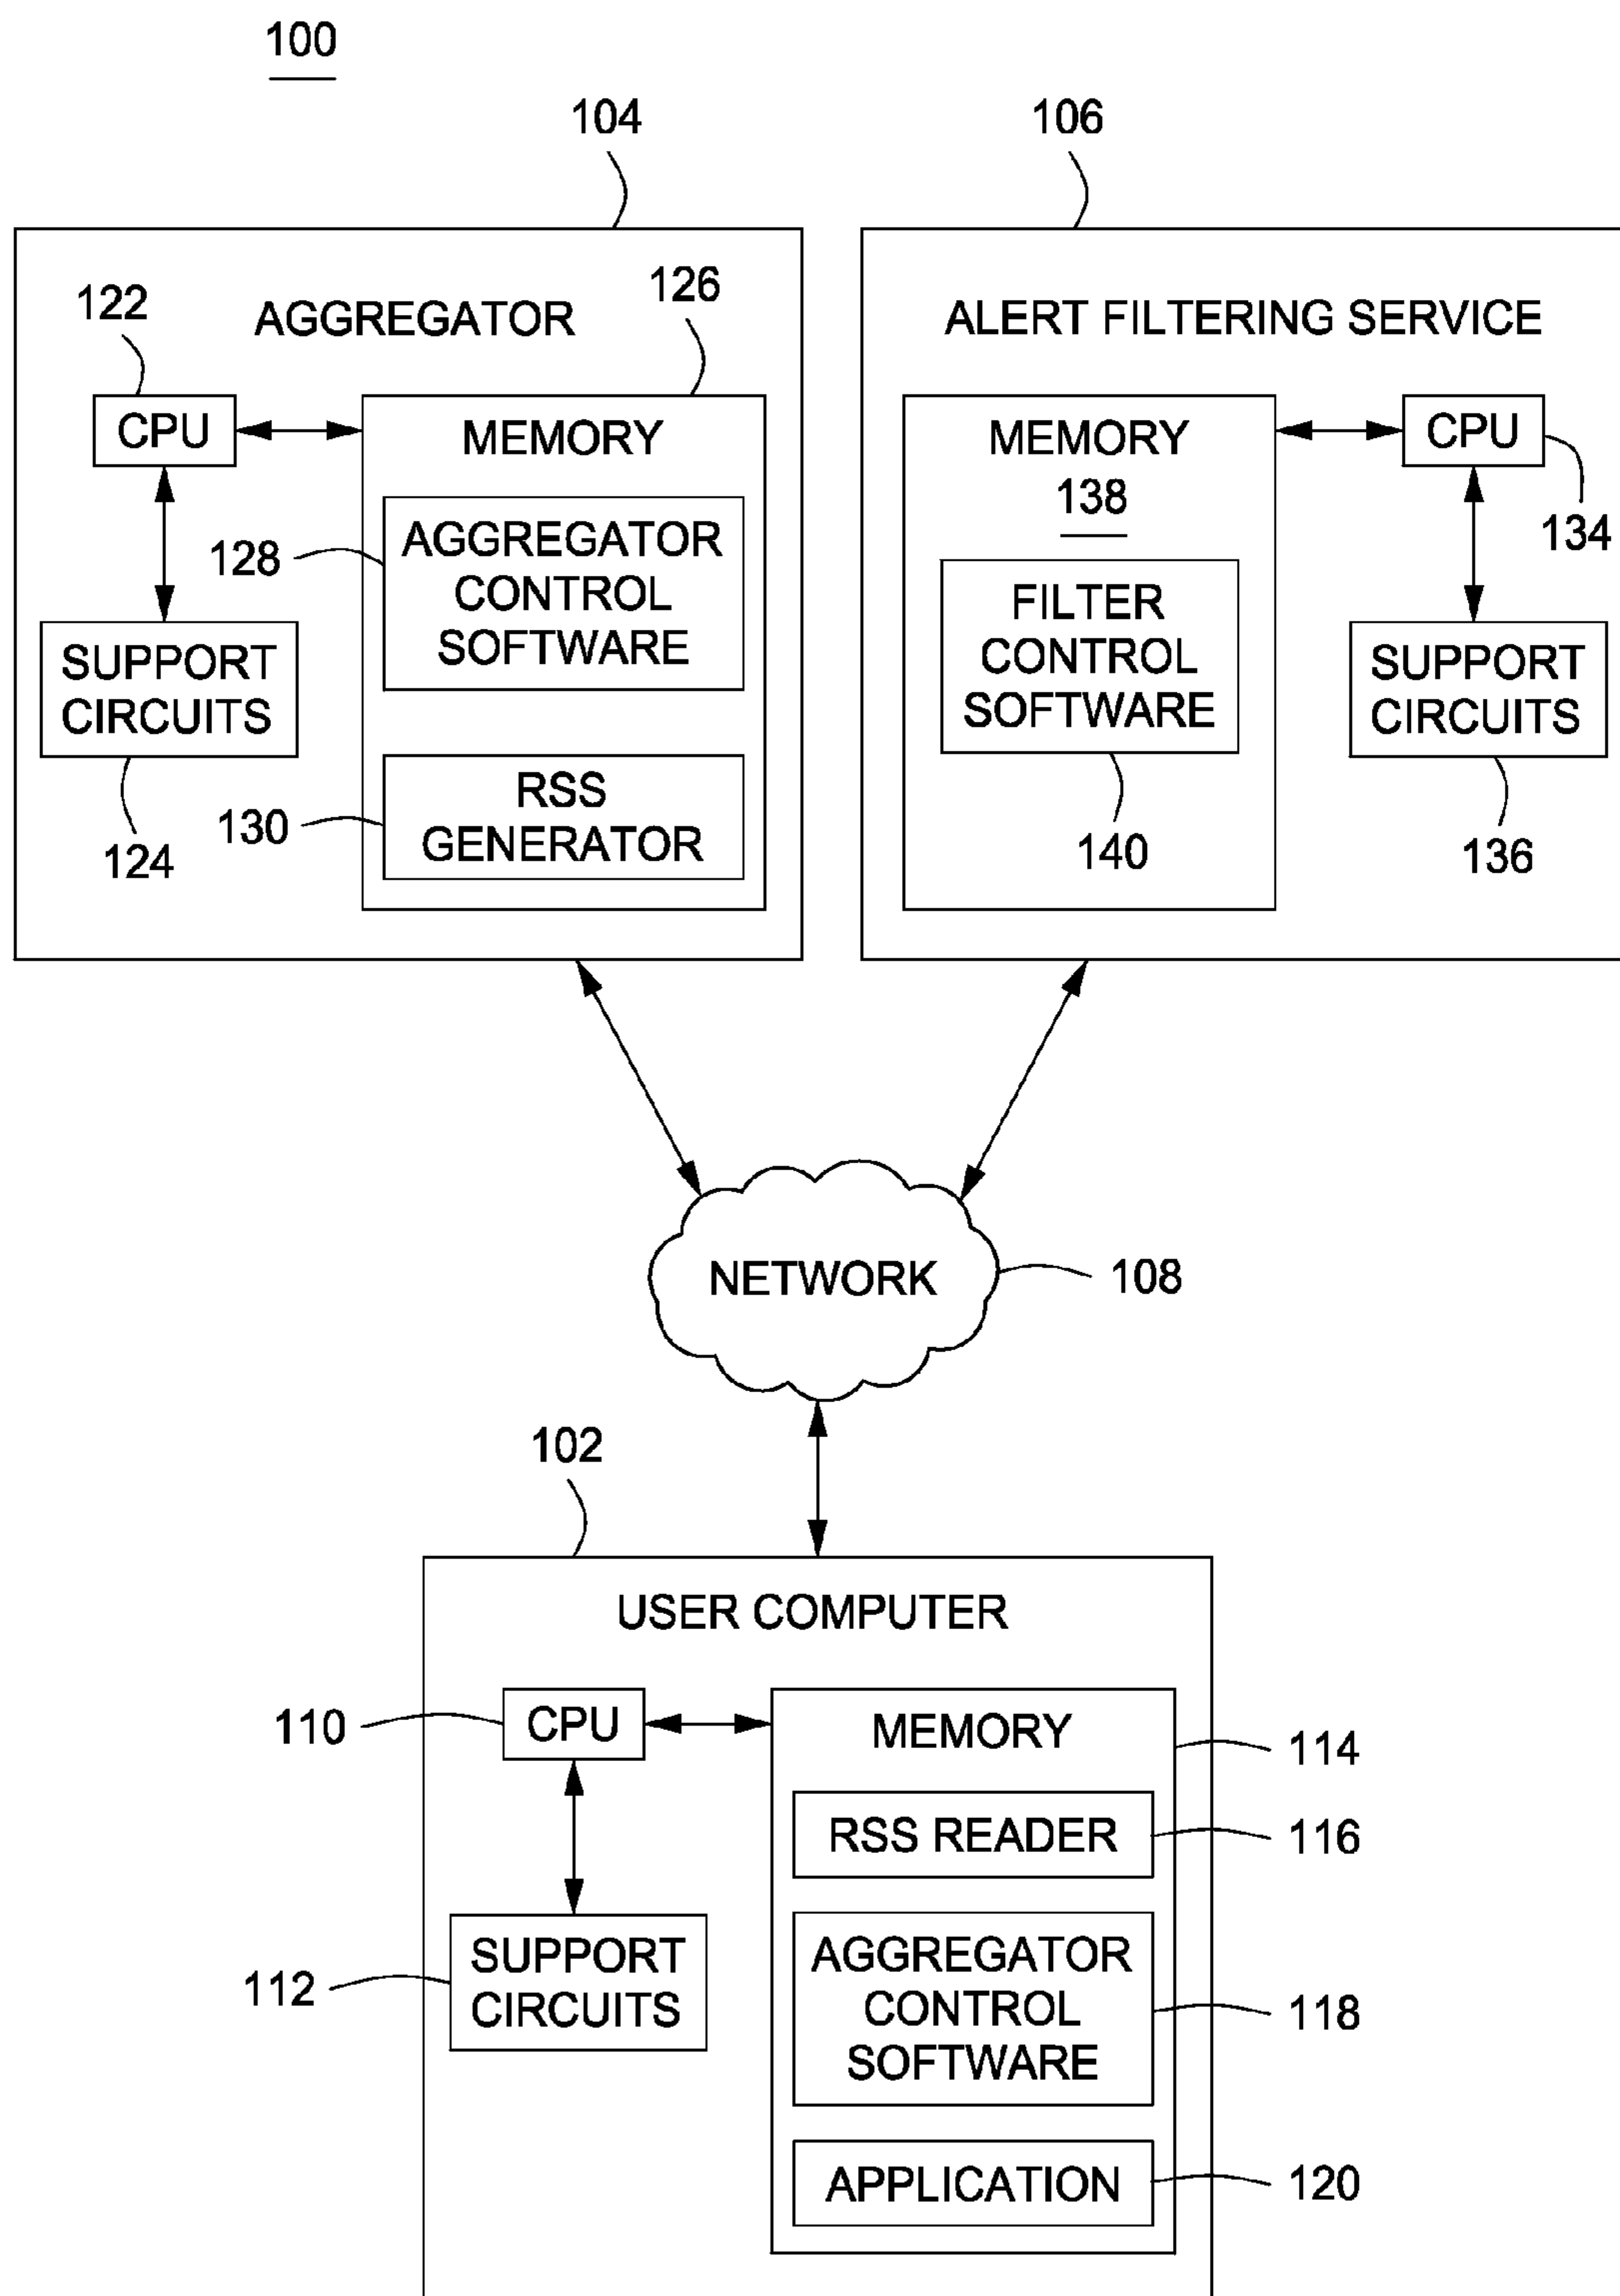 100
104
106
122
AGGREGATOR
126
ALERT FILTERING SERVICE
CPU
MEMORY
128
AGGREGATOR
CONTROL
SOFTWARE
SUPPORT
CIRCUITS
130
RSS
GENERATOR
124
MEMORY
138
CPU
134
FILTER
CONTROL
SOFTWARE
SUPPORT
CIRCUITS
140
136
NETWORK
108
102
USER COMPUTER
110
CPU
MEMORY
114
RSS READER
116
112
SUPPORT
CIRCUITS
AGGREGATOR
CONTROL
SOFTWARE
118
APPLICATION
120